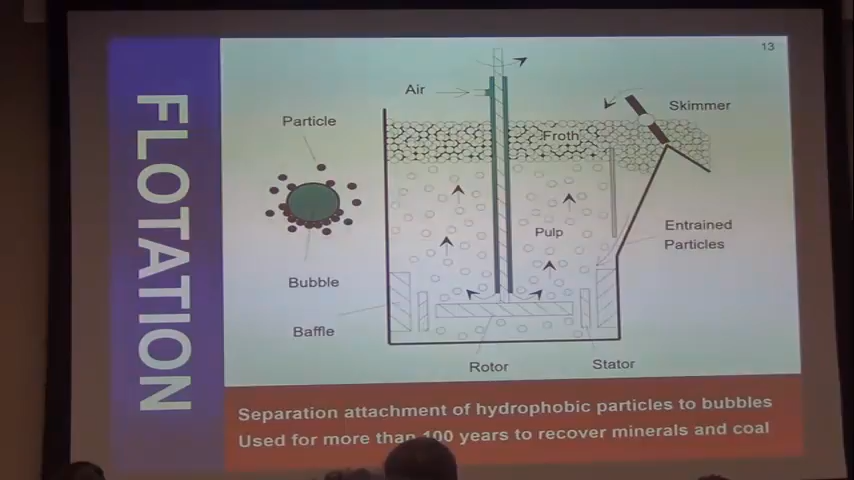 13
FLOTATION
Air
Skimmer
Particle
Froth
Pulp
Entrained
Particles
Bubble
Baffle
Rotor
Stator
Separation attachment of hydrophobic particles to bubbles
Used for more than 100 years to recover minerals and coal